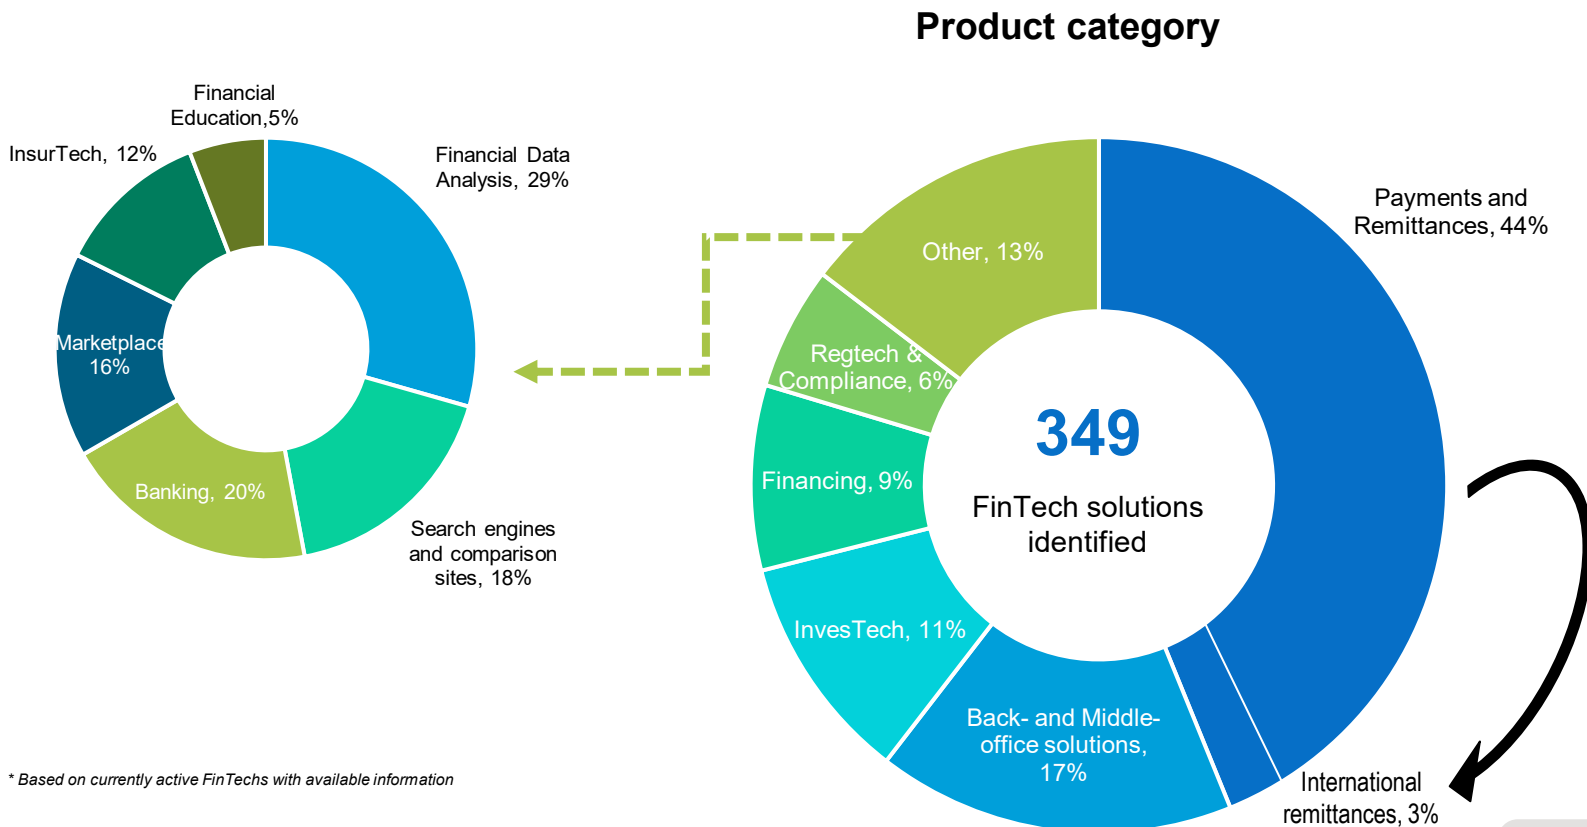 Product category
Financial
Education,5%
InsurTech, 12%
Financial Data
Analysis, 29%
Marketplace
16%
Banking, 20%
Search engines
and comparison
sites, 18%
Payments and
Remittances, 44%
Other, 13%
Regtech &
Compliance, 6%
Financing, 9%
InvesTech, 11%
Back- and Middle-
office solutions,
17%
International
remittances, 3%
349
FinTech solutions
identified
* Based on currently active FinTechs with available information